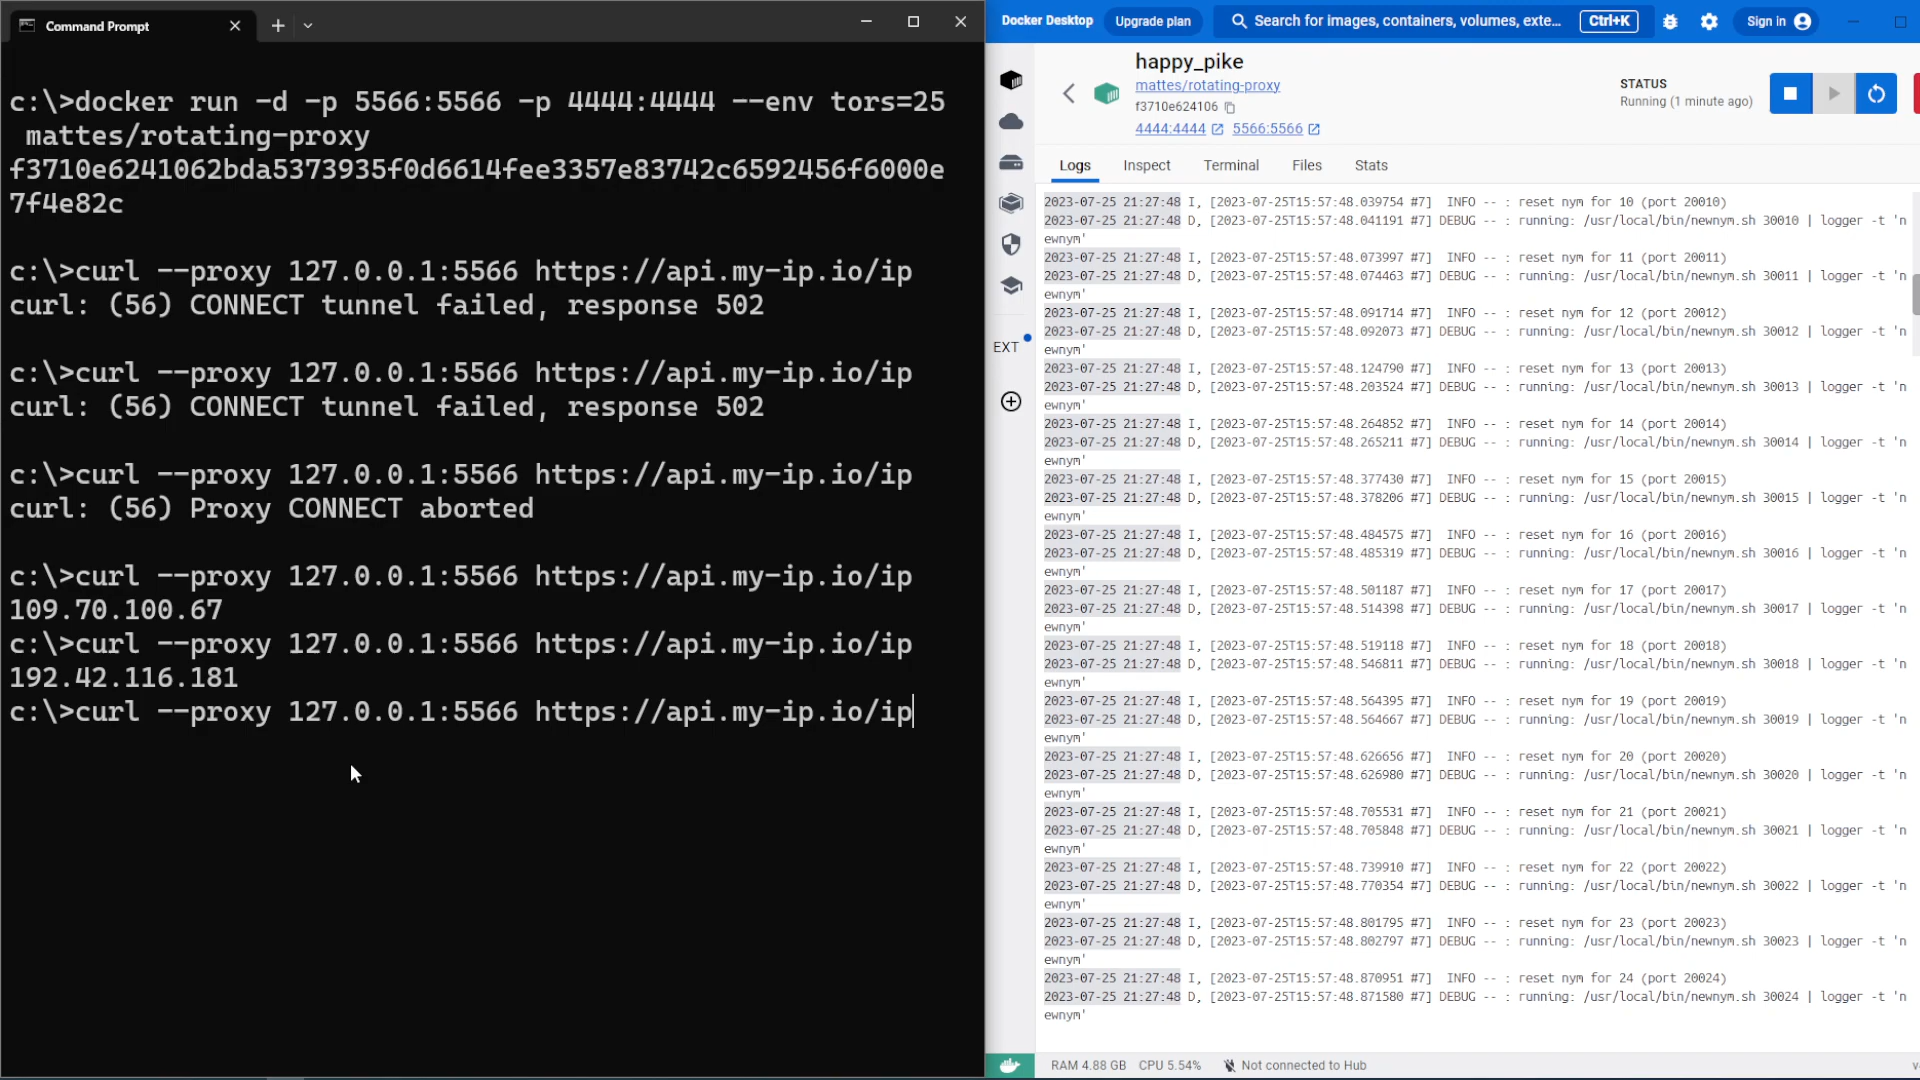 Command Prompt
c:\>docker run -d -p 5566:5566 -p 4444:4444 --env tors=25
mattes/rotating-proxy
f3710e6241062bda5373935f0d6614fee3357e83742c6592456f6000e
7f4e82c
c:\>curl --proxy 127.0.0.1:5566 https://api.my-ip.io/ip
curl: (56) CONNECT tunnel failed, response 502
c:\>curl --proxy 127.0.0.1:5566 https://api.my-ip.io/ip
curl: (56) CONNECT tunnel failed, response 502
c:\>curl --proxy 127.0.0.1:5566 https://api.my-ip.io/ip
curl: (56) Proxy CONNECT aborted
c:\>curl --proxy 127.0.0.1:5566 https://api.my-ip.io/ip
109.70.100.67
c:\>curl --proxy 127.0.0.1:5566 https://api.my-ip.io/ip
192.42.116.181
c:\>curl --proxy 127.0.0.1:5566 https://api.my-ip.io/ip
Docker Desktop Upgrade plan Search for images, containers, volumes, exte... Ctrl+K Sign in
happy_pike
mattes/rotating-proxy
f3710e624106
4444:4444 5566:5566
STATUS
Running (1 minute ago)
EXT
Logs Inspect Terminal Files Stats
2023-07-25 21:27:48 I, [2023-07-25T15:57:48.039754 #7] INFO -- : reset nym for 10 (port 20010)
2023-07-25 21:27:48 D, [2023-07-25T15:57:48.041191 #7] DEBUG -- : running: /usr/local/bin/newnym.sh 30010 | logger -t 'n
ewnym'
2023-07-25 21:27:48 I, [2023-07-25T15:57:48.073997 #7] INFO -- : reset nym for 11 (port 20011)
2023-07-25 21:27:48 D, [2023-07-25T15:57:48.074463 #7] DEBUG -- : running: /usr/local/bin/newnym.sh 30011 | logger -t 'n
ewnym'
2023-07-25 21:27:48 I, [2023-07-25T15:57:48.091714 #7] INFO -- : reset nym for 12 (port 20012)
2023-07-25 21:27:48 D, [2023-07-25T15:57:48.092073 #7] DEBUG -- : running: /usr/local/bin/newnym.sh 30012 | logger -t 'n
ewnym'
2023-07-25 21:27:48 I, [2023-07-25T15:57:48.124790 #7] INFO -- : reset nym for 13 (port 20013)
2023-07-25 21:27:48 D, [2023-07-25T15:57:48.203524 #7] DEBUG -- : running: /usr/local/bin/newnym.sh 30013 | logger -t 'n
ewnym'
2023-07-25 21:27:48 I, [2023-07-25T15:57:48.264852 #7] INFO -- : reset nym for 14 (port 20014)
2023-07-25 21:27:48 D, [2023-07-25T15:57:48.265211 #7] DEBUG -- : running: /usr/local/bin/newnym.sh 30014 | logger -t 'n
ewnym'
2023-07-25 21:27:48 I, [2023-07-25T15:57:48.377430 #7] INFO -- : reset nym for 15 (port 20015)
2023-07-25 21:27:48 D, [2023-07-25T15:57:48.378206 #7] DEBUG -- : running: /usr/local/bin/newnym.sh 30015 | logger -t 'n
ewnym'
2023-07-25 21:27:48 I, [2023-07-25T15:57:48.484575 #7] INFO -- : reset nym for 16 (port 20016)
2023-07-25 21:27:48 D, [2023-07-25T15:57:48.485319 #7] DEBUG -- : running: /usr/local/bin/newnym.sh 30016 | logger -t 'n
ewnym'
2023-07-25 21:27:48 I, [2023-07-25T15:57:48.501187 #7] INFO -- : reset nym for 17 (port 20017)
2023-07-25 21:27:48 D, [2023-07-25T15:57:48.514398 #7] DEBUG -- : running: /usr/local/bin/newnym.sh 30017 | logger -t 'n
ewnym'
2023-07-25 21:27:48 I, [2023-07-25T15:57:48.519118 #7] INFO -- : reset nym for 18 (port 20018)
2023-07-25 21:27:48 D, [2023-07-25T15:57:48.546811 #7] DEBUG -- : running: /usr/local/bin/newnym.sh 30018 | logger -t 'n
ewnym'
2023-07-25 21:27:48 I, [2023-07-25T15:57:48.564395 #7] INFO -- : reset nym for 19 (port 20019)
2023-07-25 21:27:48 D, [2023-07-25T15:57:48.564667 #7] DEBUG -- : running: /usr/local/bin/newnym.sh 30019 | logger -t 'n
ewnym'
2023-07-25 21:27:48 I, [2023-07-25T15:57:48.626656 #7] INFO -- : reset nym for 20 (port 20020)
2023-07-25 21:27:48 D, [2023-07-25T15:57:48.626980 #7] DEBUG -- : running: /usr/local/bin/newnym.sh 30020 | logger -t 'n
ewnym'
2023-07-25 21:27:48 I, [2023-07-25T15:57:48.705531 #7] INFO -- : reset nym for 21 (port 20021)
2023-07-25 21:27:48 D, [2023-07-25T15:57:48.705848 #7] DEBUG -- : running: /usr/local/bin/newnym.sh 30021 | logger -t 'n
ewnym'
2023-07-25 21:27:48 I, [2023-07-25T15:57:48.739910 #7] INFO -- : reset nym for 22 (port 20022)
2023-07-25 21:27:48 D, [2023-07-25T15:57:48.770354 #7] DEBUG -- : running: /usr/local/bin/newnym.sh 30022 | logger -t 'n
ewnym'
2023-07-25 21:27:48 I, [2023-07-25T15:57:48.801795 #7] INFO -- : reset nym for 23 (port 20023)
2023-07-25 21:27:48 D, [2023-07-25T15:57:48.802797 #7] DEBUG -- : running: /usr/local/bin/newnym.sh 30023 | logger -t 'n
ewnym'
2023-07-25 21:27:48 I, [2023-07-25T15:57:48.870951 #7] INFO -- : reset nym for 24 (port 20024)
2023-07-25 21:27:48 D, [2023-07-25T15:57:48.871580 #7] DEBUG -- : running: /usr/local/bin/newnym.sh 30024 | logger -t 'n
ewnym'
RAM 4.88 GB CPU 5.54% Not connected to Hub v